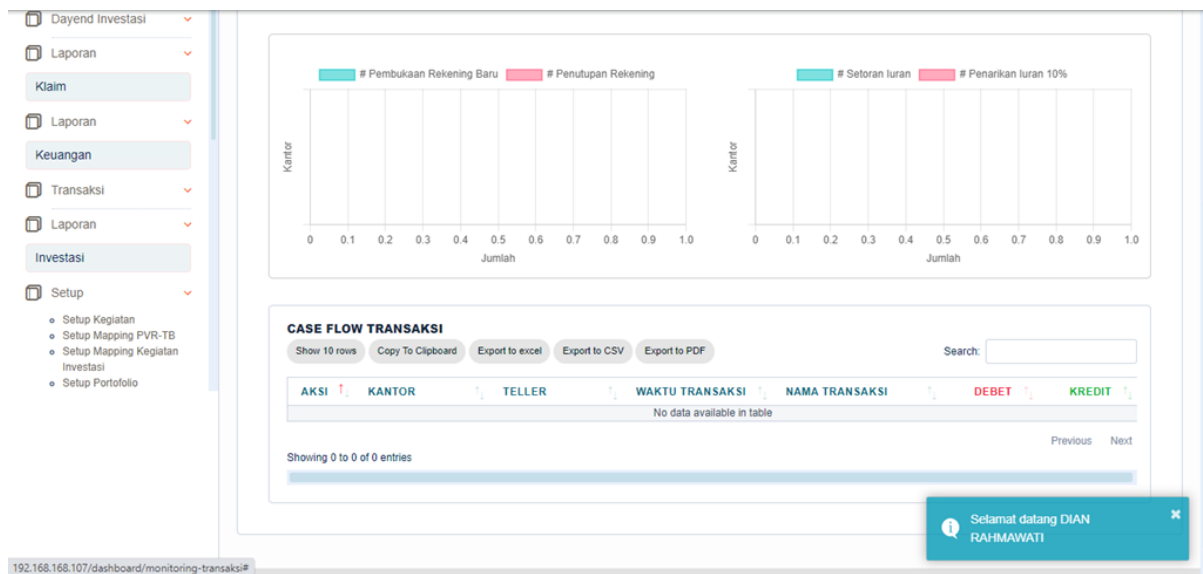 Dayend Investasi
Laporan
Klaim
Laporan
Keuangan
Transaksi
Laporan
Investasi
Setup
Setup Kegiatan
Setup Mapping PVR-TB
Setup Mapping Kegiatan
Investasi
Setup Portofolio
# Pembukaan Rekening Baru # Penutupan Rekening
Kantor
0 0.1 0.2 0.3 0.4 0.5 0.6 0.7 0.8 0.9 1.0
Jumlah
# Setoran Iuran # Penarikan Iuran 10%
Kantor
0 0.1 0.2 0.3 0.4 0.5 0.6 0.7 0.8 0.9 1.0
Jumlah
CASE FLOW TRANSAKSI
Show 10 rows Copy To Clipboard Export to excel Export to CSV Export to PDF Search:
AKSI KANTOR TELLER WAKTU TRANSAKSI NAMA TRANSAKSI DEBET KREDIT
No data available in table
Previous Next
Showing 0 to 0 of 0 entries
Selamat datang DIAN
RAHMAWATI
192.168.168.107/dashboard/monitoring-transaksi#